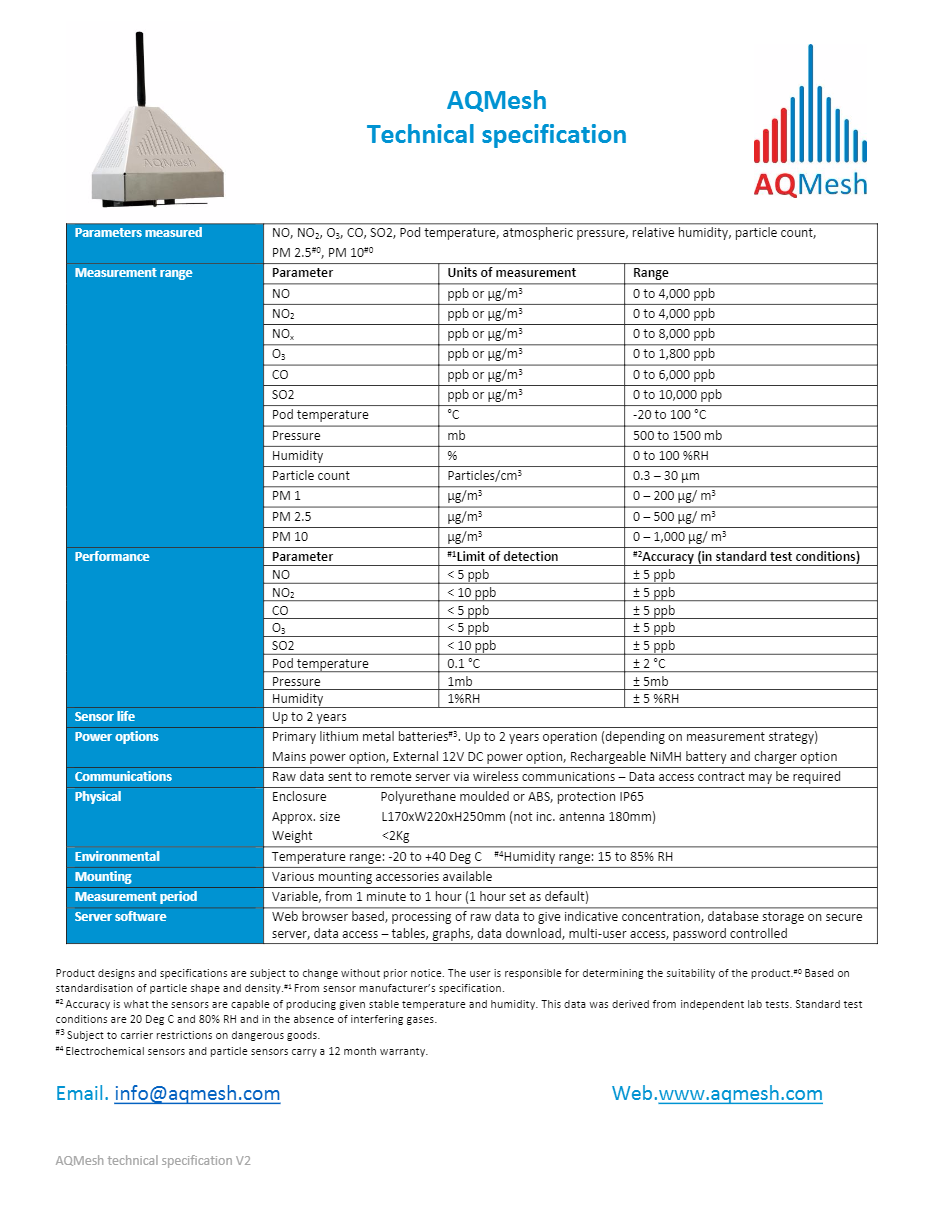 AQMesh
AQMesh
Technical specification
AQMesh
Parameters measured NO, NO₂, O₃, CO, SO2, Pod temperature, atmospheric pressure, relative humidity, particle count,
PM 2.5#⁰, PM 10#⁰
Measurement range Parameter Units of measurement Range
NO ppb or µg/m³ 0 to 4,000 ppb
NO₂ ppb or µg/m³ 0 to 4,000 ppb
NOₓ ppb or µg/m³ 0 to 8,000 ppb
O₃ ppb or µg/m³ 0 to 1,800 ppb
CO ppb or µg/m³ 0 to 6,000 ppb
SO2 ppb or µg/m³ 0 to 10,000 ppb
Pod temperature °C -20 to 100 °C
Pressure mb 500 to 1500 mb
Humidity % 0 to 100 %RH
Particle count Particles/cm³ 0.3 – 30 µm
PM 1 µg/m³ 0 – 200 µg/ m³
PM 2.5 µg/m³ 0 – 500 µg/ m³
PM 10 µg/m³ 0 – 1,000 µg/ m³
Performance Parameter #¹Limit of detection #²Accuracy (in standard test conditions)
NO < 5 ppb ± 5 ppb
NO₂ < 10 ppb ± 5 ppb
CO < 5 ppb ± 5 ppb
O₃ < 5 ppb ± 5 ppb
SO2 < 10 ppb ± 5 ppb
Pod temperature 0.1 °C ± 2 °C
Pressure 1mb ± 5mb
Humidity 1%RH ± 5 %RH
Sensor life Up to 2 years
Power options Primary lithium metal batteries#³. Up to 2 years operation (depending on measurement strategy)
Mains power option, External 12V DC power option, Rechargeable NiMH battery and charger option
Communications Raw data sent to remote server via wireless communications – Data access contract may be required
Physical Enclosure Polyurethane moulded or ABS, protection IP65
Approx. size L170xW220xH250mm (not inc. antenna 180mm)
Weight <2Kg
Environmental Temperature range: -20 to +40 Deg C #⁴Humidity range: 15 to 85% RH
Mounting Various mounting accessories available
Measurement period Variable, from 1 minute to 1 hour (1 hour set as default)
Server software Web browser based, processing of raw data to give indicative concentration, database storage on secure
server, data access – tables, graphs, data download, multi-user access, password controlled
Product designs and specifications are subject to change without prior notice. The user is responsible for determining the suitability of the product.#⁰ Based on
standardisation of particle shape and density.#¹ From sensor manufacturer's specification.
#² Accuracy is what the sensors are capable of producing given stable temperature and humidity. This data was derived from independent lab tests. Standard test
conditions are 20 Deg C and 80% RH and in the absence of interfering gases.
#³ Subject to carrier restrictions on dangerous goods.
#⁴ Electrochemical sensors and particle sensors carry a 12 month warranty.
Email. info@aqmesh.com Web.www.aqmesh.com
AQMesh technical specification V2